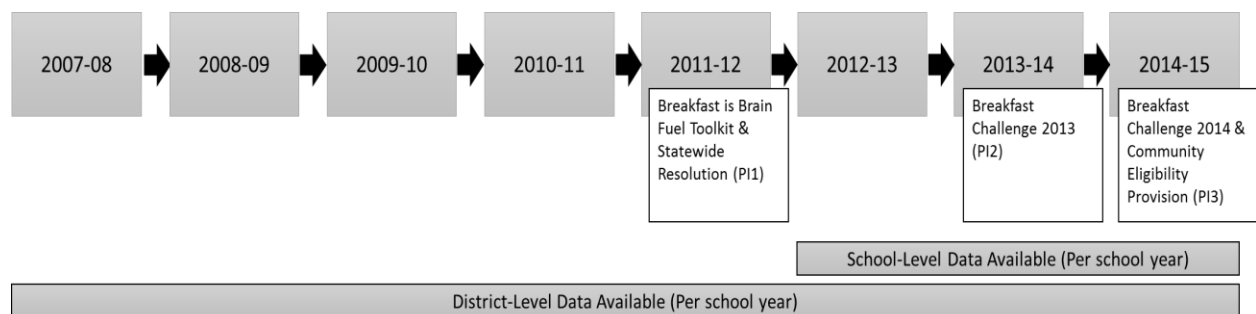 2007-08
2008-09
2009-10
2010-11
2011-12
2012-13
2013-14
2014-15
Breakfast is Brain
Fuel Toolkit &
Statewide
Resolution (PI1)
Breakfast
Challenge 2013
(PI2)
Breakfast
Challenge 2014 &
Community
Eligibility
Provision (PI3)
School-Level Data Available (Per school year)
District-Level Data Available (Per school year)